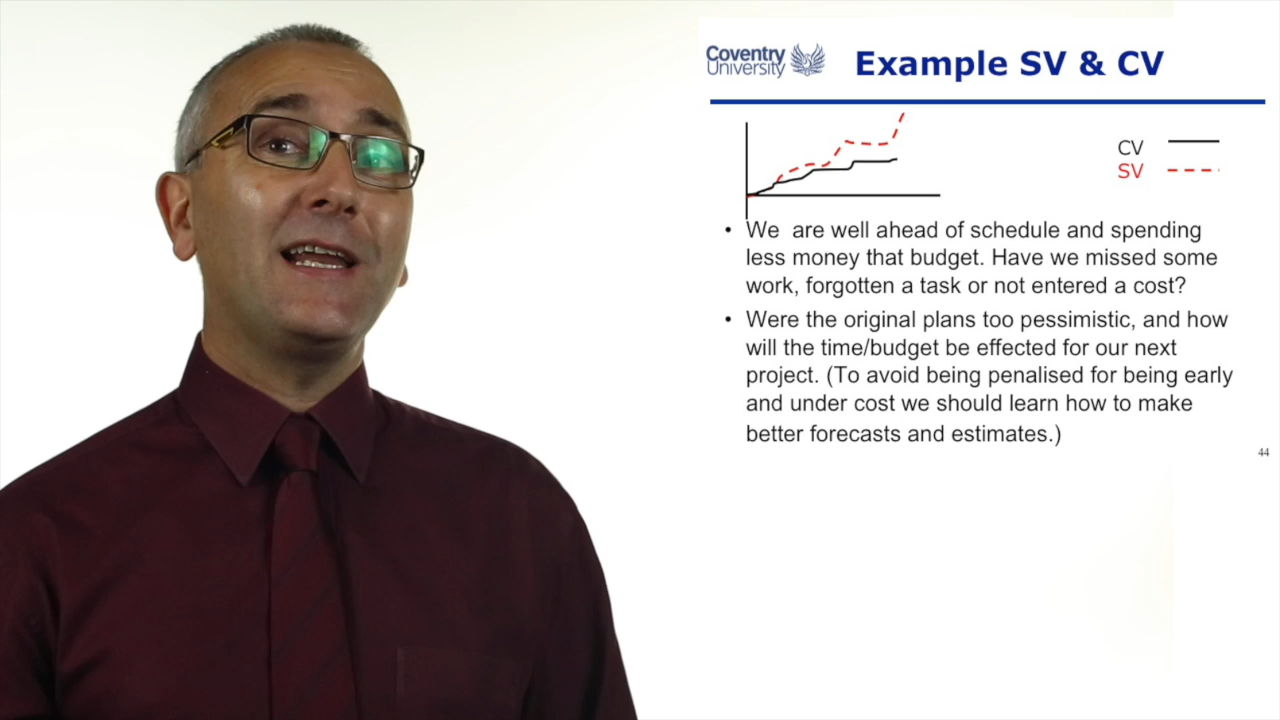 Coventry
University
Example SV & CV
CV
SV
• We are well ahead of schedule and spending
less money that budget. Have we missed some
work, forgotten a task or not entered a cost?
• Were the original plans too pessimistic, and how
will the time/budget be effected for our next
project. (To avoid being penalised for being early
and under cost we should learn how to make
better forecasts and estimates.)
44